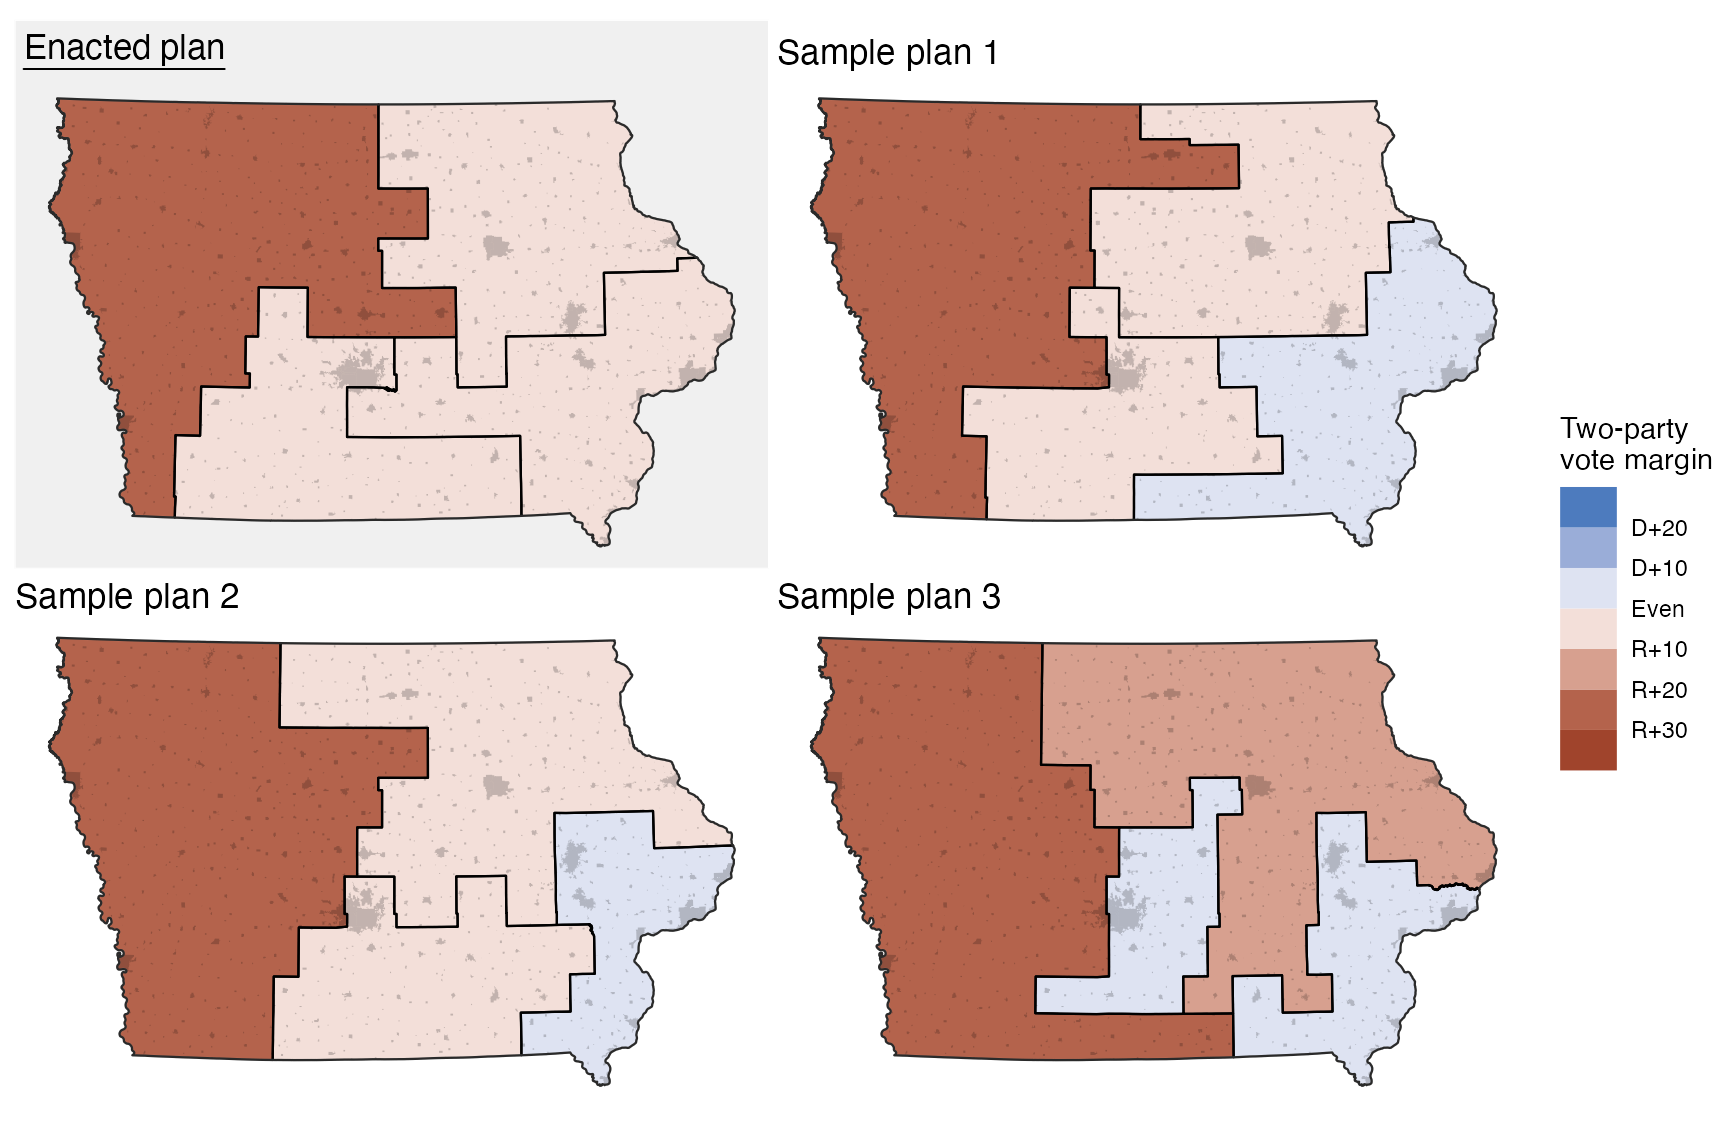 Enacted plan
Sample plan 1
Sample plan 2
Sample plan 3
Two-party
vote margin
D+20
D+10
Even
R+10
R+20
R+30